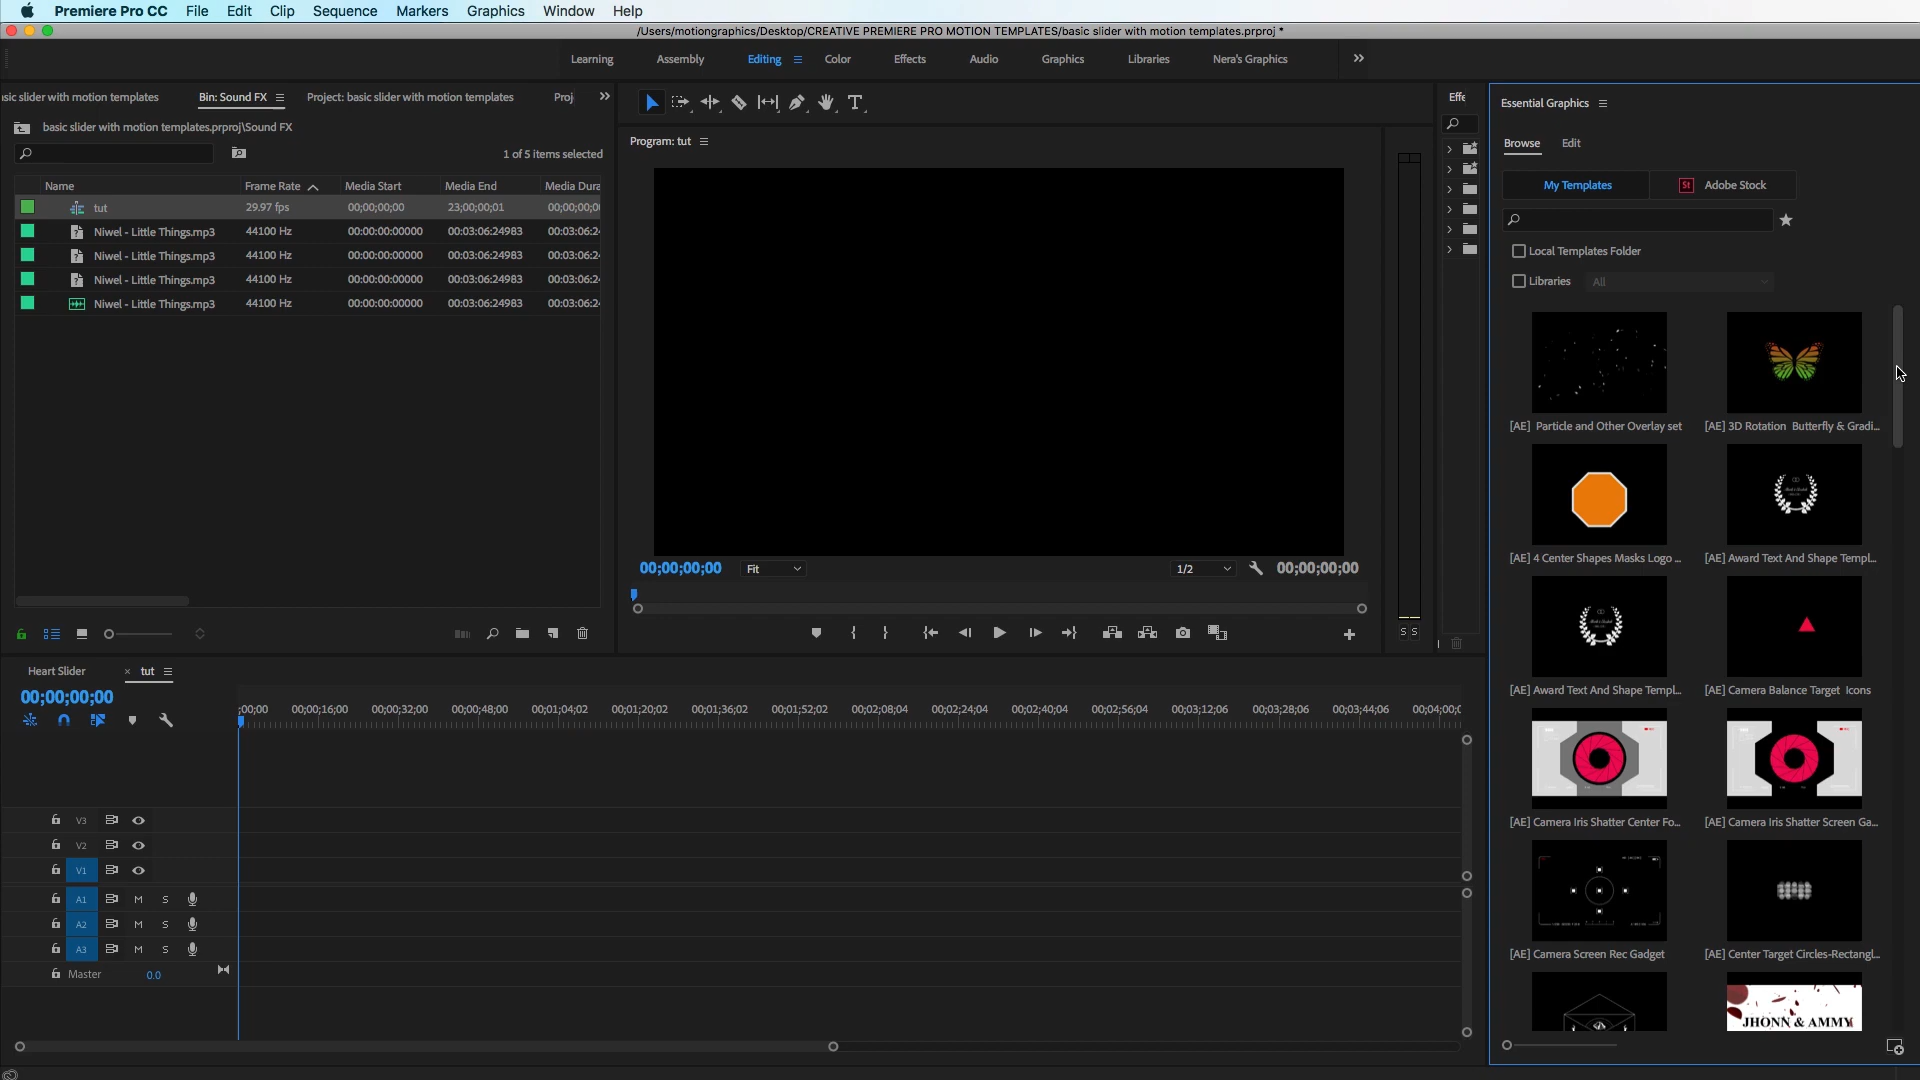 Premiere Pro CC File Edit Clip Sequence Markers Graphics Window Help
/Users/motiongraphics/Desktop/CREATIVE PREMIERE PRO MOTION TEMPLATES/basic slider with motion templates.prproj *
Learning Assembly Editing Color Effects Audio Graphics Libraries Nera's Graphics
slider with motion templates Bin: Sound FX Project: basic slider with motion templates Proj
basic slider with motion templates.prproj\Sound FX
1 of 5 items selected
Name Frame Rate Media Start Media End Media Dura
tut 29.97 fps 00;00;00;00 23;00;00;01 00;00;00;0
Niwel - Little Things.mp3 44100 Hz 00:00:00:00000 00:03:06:24983 00:03:06:2
Niwel - Little Things.mp3 44100 Hz 00:00:00:00000 00:03:06:24983 00:03:06:2
Niwel - Little Things.mp3 44100 Hz 00:00:00:00000 00:03:06:24983 00:03:06:2
Niwel - Little Things.mp3 44100 Hz 00:00:00:00000 00:03:06:24983 00:03:06:2
Program: tut
00;00;00;00 Fit 1/2 00;00;00;00
S S
Effe
Essential Graphics
Browse Edit
My Templates St Adobe Stock
Local Templates Folder
Libraries All
[AE] Particle and Other Overlay set [AE] 3D Rotation Butterfly & Gradi...
[AE] 4 Center Shapes Masks Logo ... [AE] Award Text And Shape Templ...
[AE] Award Text And Shape Templ... [AE] Camera Balance Target Icons
[AE] Camera Iris Shatter Center Fo... [AE] Camera Iris Shatter Screen Ga...
[AE] Camera Screen Rec Gadget [AE] Center Target Circles-Rectangl...
JHONN & AMMY
Heart Slider × tut
00;00;00;00
;00;00 00;00;16;00 00;00;32;00 00;00;48;00 00;01;04;02 00;01;20;02 00;01;36;02 00;01;52;02 00;02;08;04 00;02;24;04 00;02;40;04 00;02;56;04 00;03;12;06 00;03;28;06 00;03;44;06 00;04;00;0
V3
V2
V1
A1 M S
A2 M S
A3 M S
Master 0.0